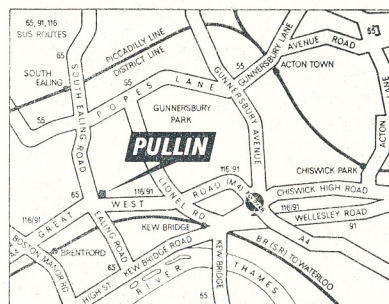 65, 91, 116
BUS ROUTES
65
PICCADILLY LINE
DISTRICT LINE
SOUTH
EALING
55
SOUTH EALING ROAD
POPES LANE
55
55
GUNNERSBURY LANE
AVENUE ROAD
55
ACTON TOWN
ACTON LANE
GUNNERSBURY
PARK
GUNNERSBURY AVENUE
PULLIN
CHISWICK PARK
65
116/91
WEST
LIONEL RD
ROAD (M4)
116/91
CHISWICK HIGH ROAD
116/91
WELLESLEY ROAD
91
116/91
GREAT
KEW BRIDGE
A4
BOSTON MANOR RD
BRENTFORD
EALING ROAD
KEW BRIDGE ROAD
65
HIGH ST
RIVER
KEW BRIDGE
BR(SR) TO WATERLOO
THAMES
65